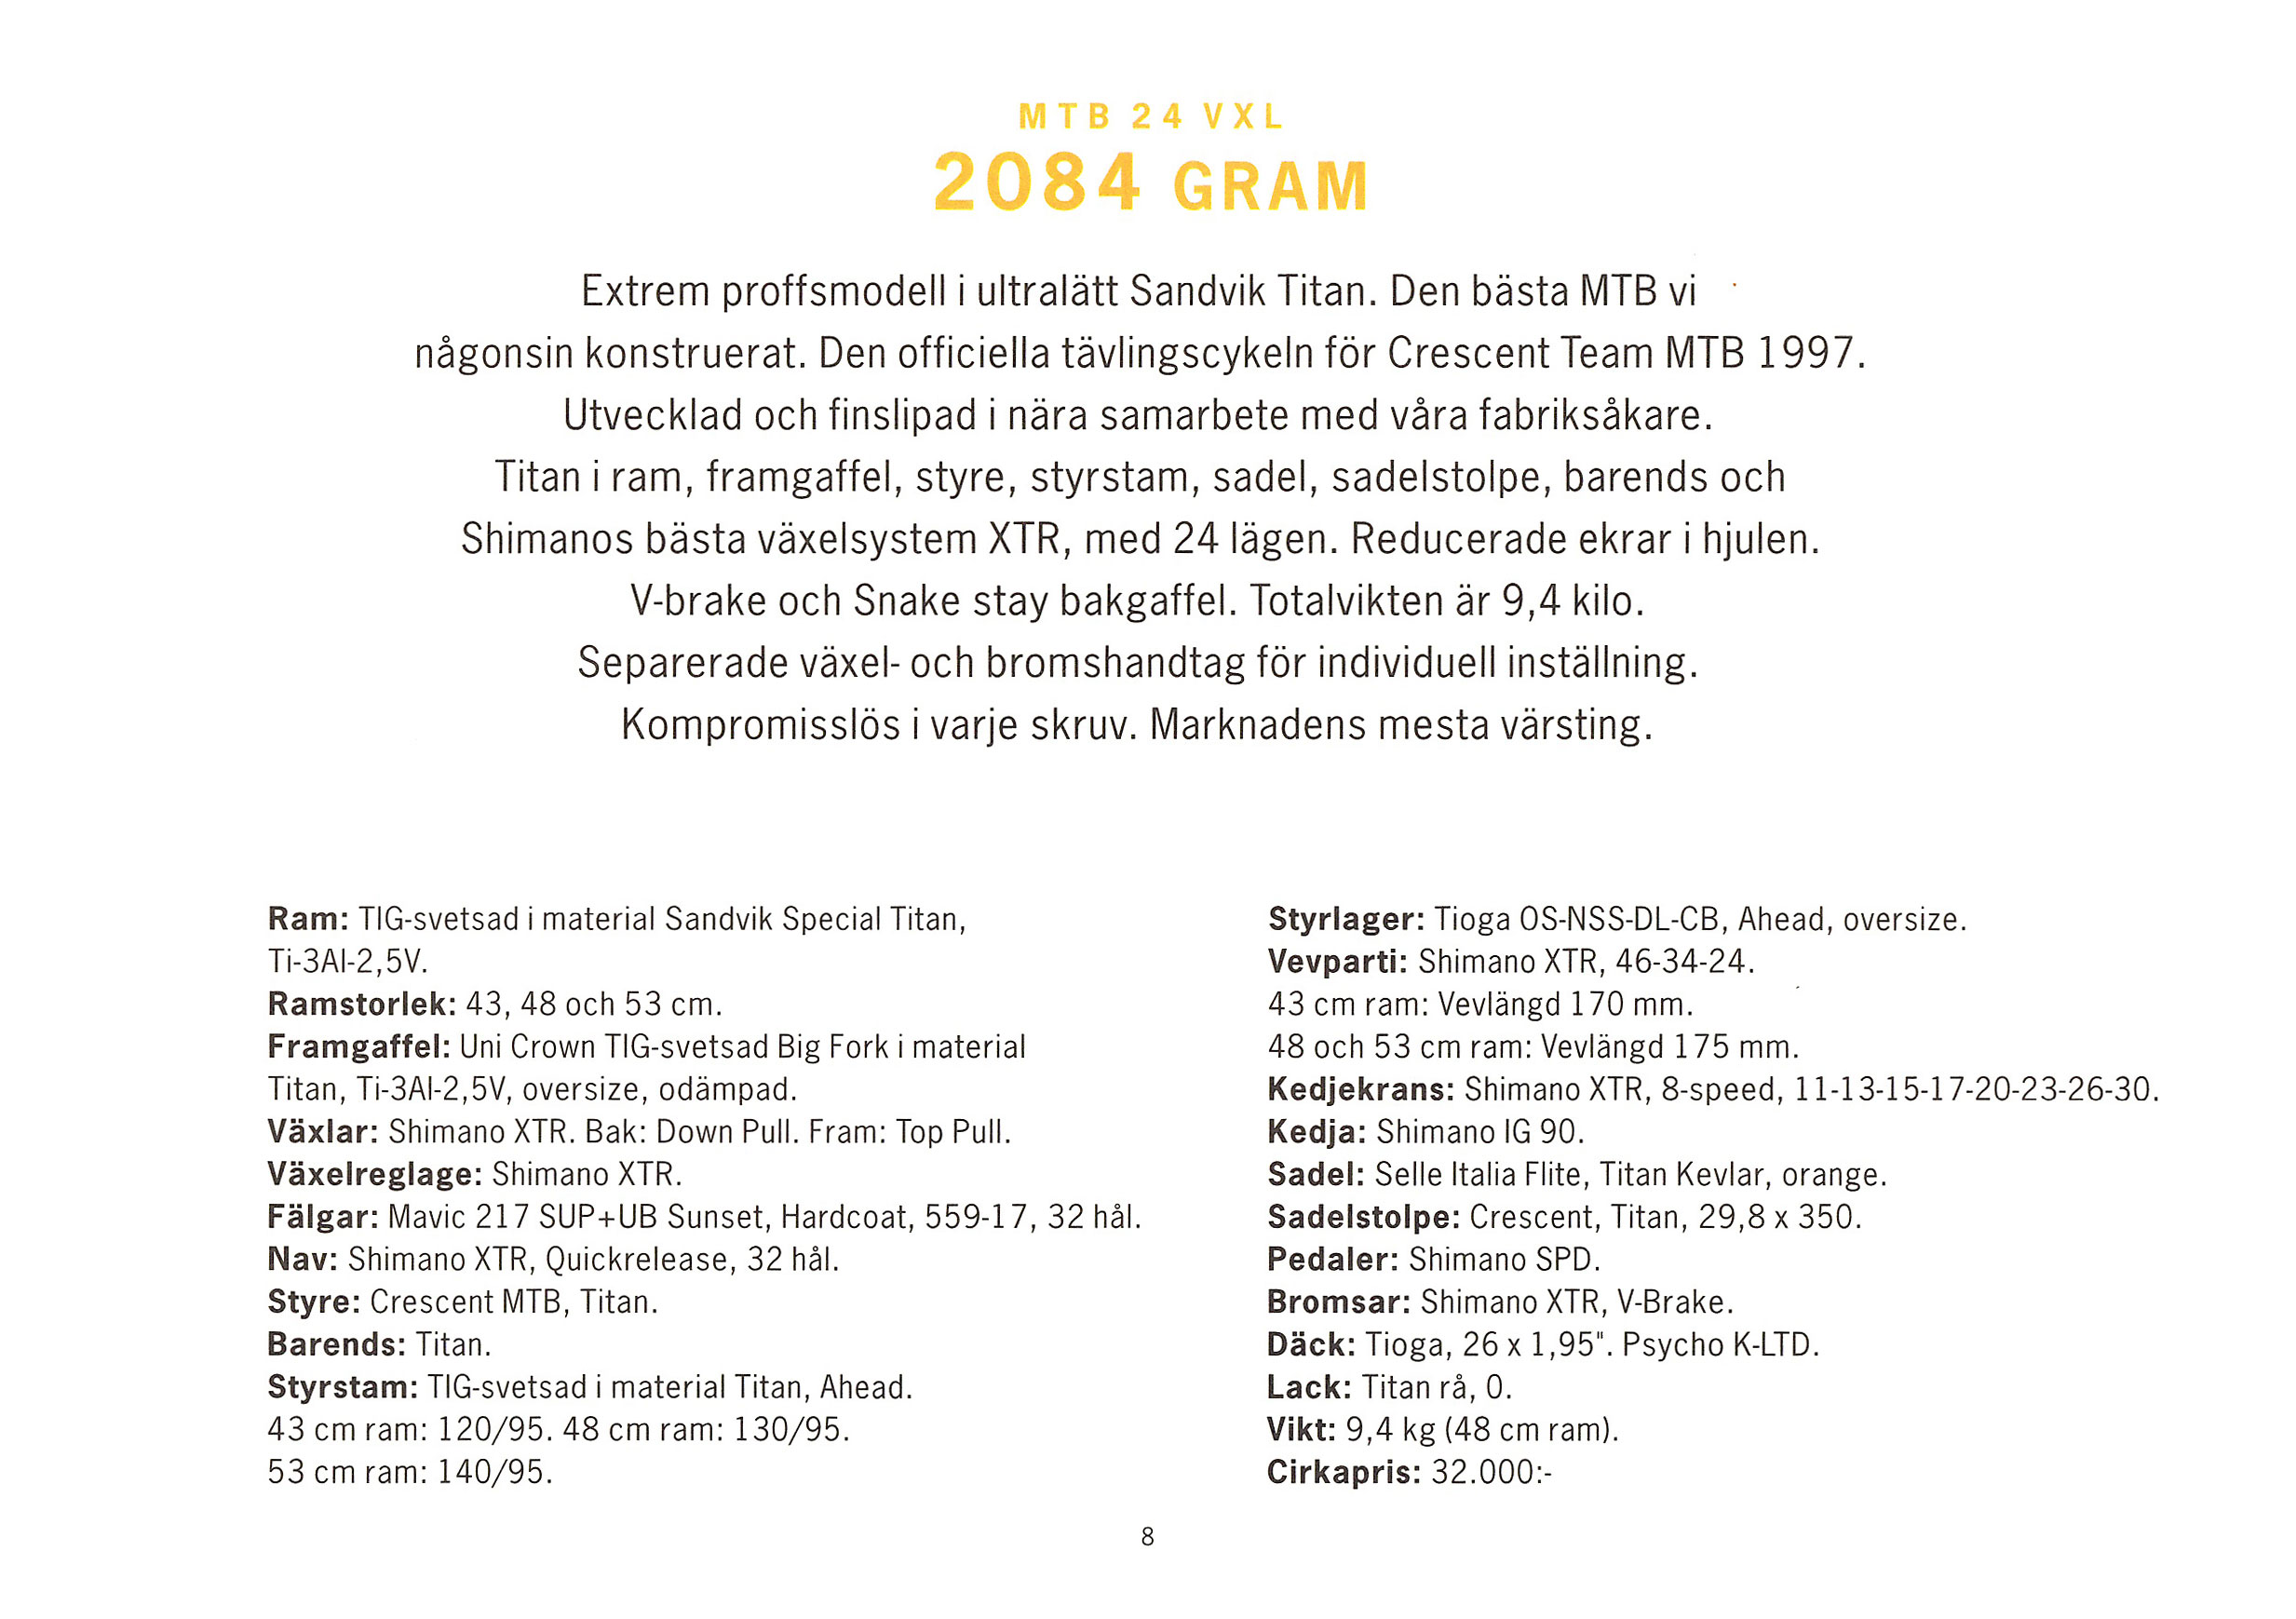 MTB 24 VXL
2084 GRAM
Extrem proffsmodell i ultralätt Sandvik Titan. Den bästa MTB vi
någonsin konstruerat. Den officiella tävlingscykeln för Crescent Team MTB 1997.
Utvecklad och finslipad i nära samarbete med våra fabriksåkare.
Titan i ram, framgaffel, styre, styrstam, sadel, sadelstolpe, barends och
Shimanos bästa växelsystem XTR, med 24 lägen. Reducerade ekrar i hjulen.
V-brake och Snake stay bakgaffel. Totalvikten är 9,4 kilo.
Separerade växel- och bromshandtag för individuell inställning.
Kompromisslös i varje skruv. Marknadens mesta värsting.
Ram: TIG-svetsad i material Sandvik Special Titan,
Ti-3Al-2,5V.
Ramstorlek: 43, 48 och 53 cm.
Framgaffel: Uni Crown TIG-svetsad Big Fork i material
Titan, Ti-3Al-2,5V, oversize, odämpad.
Växlar: Shimano XTR. Bak: Down Pull. Fram: Top Pull.
Växelreglage: Shimano XTR.
Fälgar: Mavic 217 SUP+UB Sunset, Hardcoat, 559-17, 32 hål.
Nav: Shimano XTR, Quickrelease, 32 hål.
Styre: Crescent MTB, Titan.
Barends: Titan.
Styrstam: TIG-svetsad i material Titan, Ahead.
43 cm ram: 120/95. 48 cm ram: 130/95.
53 cm ram: 140/95.
Styrlager: Tioga OS-NSS-DL-CB, Ahead, oversize.
Vevparti: Shimano XTR, 46-34-24.
43 cm ram: Vevlängd 170 mm.
48 och 53 cm ram: Vevlängd 175 mm.
Kedjekrans: Shimano XTR, 8-speed, 11-13-15-17-20-23-26-30.
Kedja: Shimano IG 90.
Sadel: Selle Italia Flite, Titan Kevlar, orange.
Sadelstolpe: Crescent, Titan, 29,8 x 350.
Pedaler: Shimano SPD.
Bromsar: Shimano XTR, V-Brake.
Däck: Tioga, 26 x 1,95". Psycho K-LTD.
Lack: Titan rå, 0.
Vikt: 9,4 kg (48 cm ram).
Cirkapris: 32.000:-
8